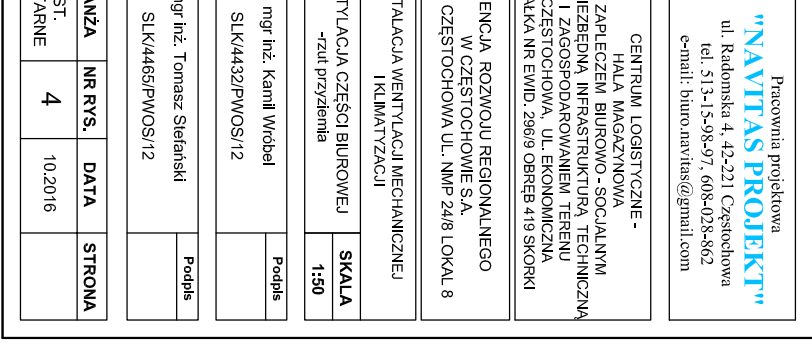 Pracownia projektowa
"NAVITAS PROJEKT"
ul. Radomska 4, 42-221 Częstochowa
tel. 513-15-98-97, 608-028-862
e-mail: biuro.navitas@gmail.com
CENTRUM LOGISTYCZNE -
HALA MAGAZYNOWA
ZAPLECZEM BIUROWO - SOCJALNYM
IEZBĘDNĄ INFRASTRUKTURĄ TECHNICZNĄ
I ZAGOSPODAROWANIEM TERENU
CZĘSTOCHOWA, UL. EKONOMICZNA
AŁKA NR EWID. 296/9 OBRĘB 419 SKORKI
ENCJA ROZWOJU REGIONALNEGO
W CZĘSTOCHOWIE S.A.
CZĘSTOCHOWA UL. NMP 24/8 LOKAL 8
TALACJA WENTYLACJI MECHANICZNEJ
I KLIMATYZACJI
TYLACJA CZĘŚCI BIUROWEJ
-rzut przyziemia
SKALA
1:50
mgr inż. Kamil Wróbel
SLK/4432/PWOS/12
Podpis
mgr inż. Tomasz Stefański
SLK/4465/PWOS/12
Podpis
ANŻA NR RYS. DATA STRONA
ST. 4 10.2016
TARNE